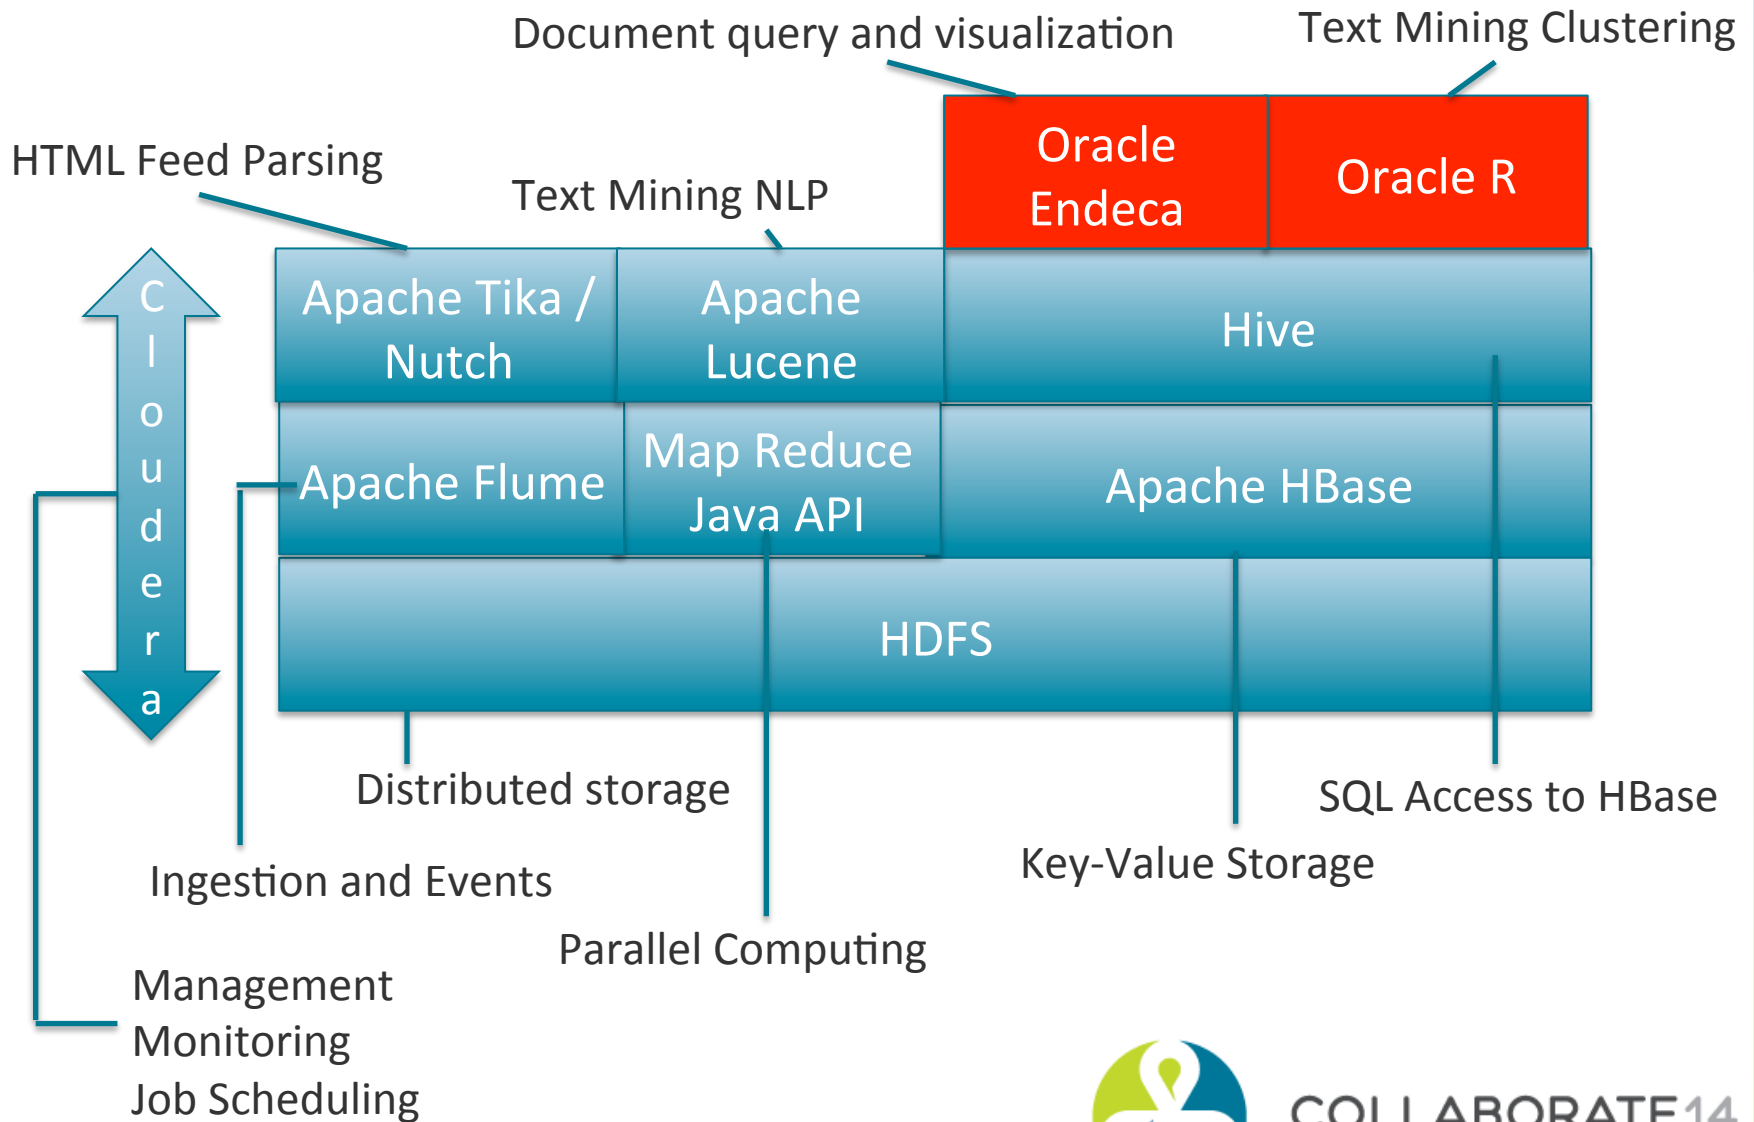 Document query and visualization
Text Mining Clustering
HTML Feed Parsing
Text Mining NLP
Oracle
Endeca
Oracle R
Cloudera
Apache Tika /
Nutch
Apache
Lucene
Hive
Apache Flume
Map Reduce
Java API
Apache HBase
HDFS
Distributed storage
SQL Access to HBase
Ingestion and Events
Key-Value Storage
Parallel Computing
Management
Monitoring
Job Scheduling
COLLABORATE14